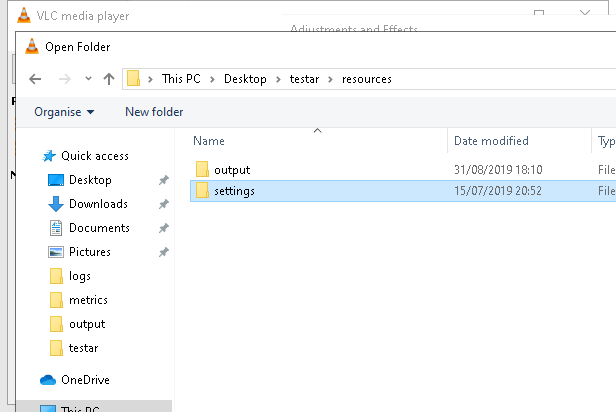 VLC media player
Adjustments and Effects
Open Folder
This PC > Desktop > testar > resources
Organise New folder
Name Date modified Typ
Quick access
output 31/08/2019 18:10 File
Desktop
settings 15/07/2019 20:52 File
Downloads
Documents
Pictures
logs
metrics
output
testar
OneDrive
This PC